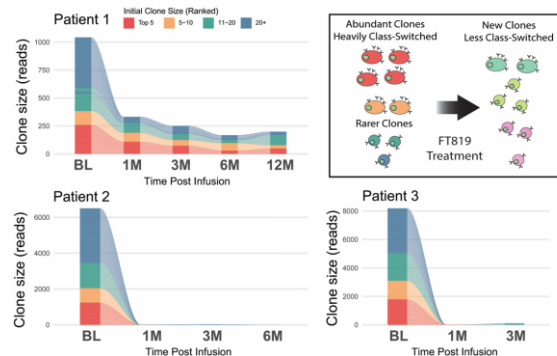 Patient 1
Initial Clone Size (Ranked)
Top 5
5–10
11–20
20+
Clone size (reads)
1000
750
500
250
0
BL
1M
3M
6M
12M
Time Post Infusion
Abundant Clones
Heavily Class-Switched
Rarer Clones
New Clones
Less Class-Switched
FT819
Treatment
Patient 2
Clone size (reads)
6000
4000
2000
0
BL
1M
3M
6M
Time Post Infusion
Patient 3
Clone size (reads)
8000
6000
4000
2000
0
BL
1M
3M
Time Post Infusion